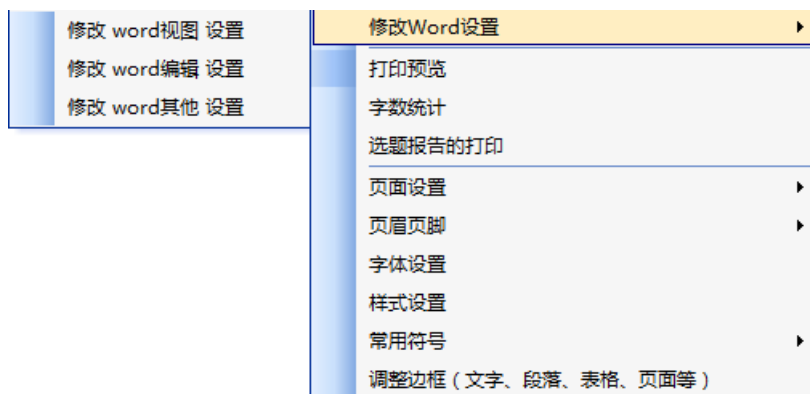 修改 word视图 设置
修改 word编辑 设置
修改 word其他 设置
修改Word设置
打印预览
字数统计
选题报告的打印
页面设置
页眉页脚
字体设置
样式设置
常用符号
调整边框（文字、段落、表格、页面等）